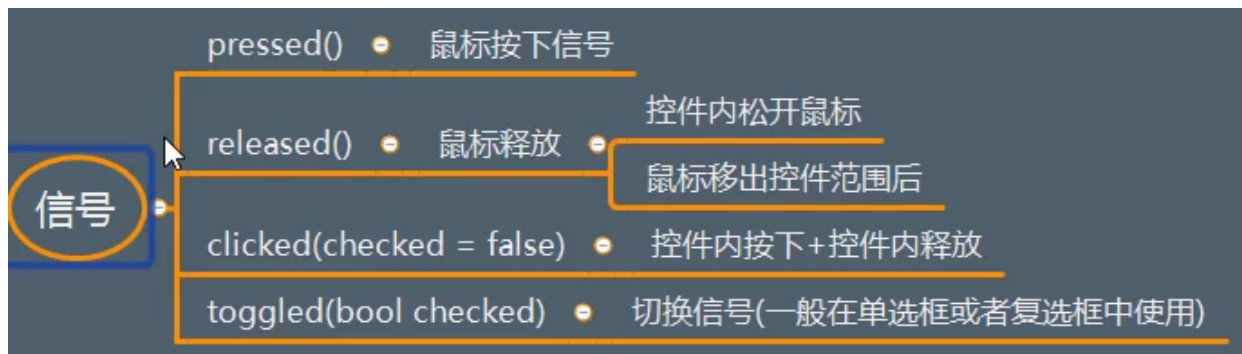 信号
pressed() 鼠标按下信号
released() 鼠标释放
控件内松开鼠标
鼠标移出控件范围后
clicked(checked = false) 控件内按下+控件内释放
toggled(bool checked) 切换信号(一般在单选框或者复选框中使用)